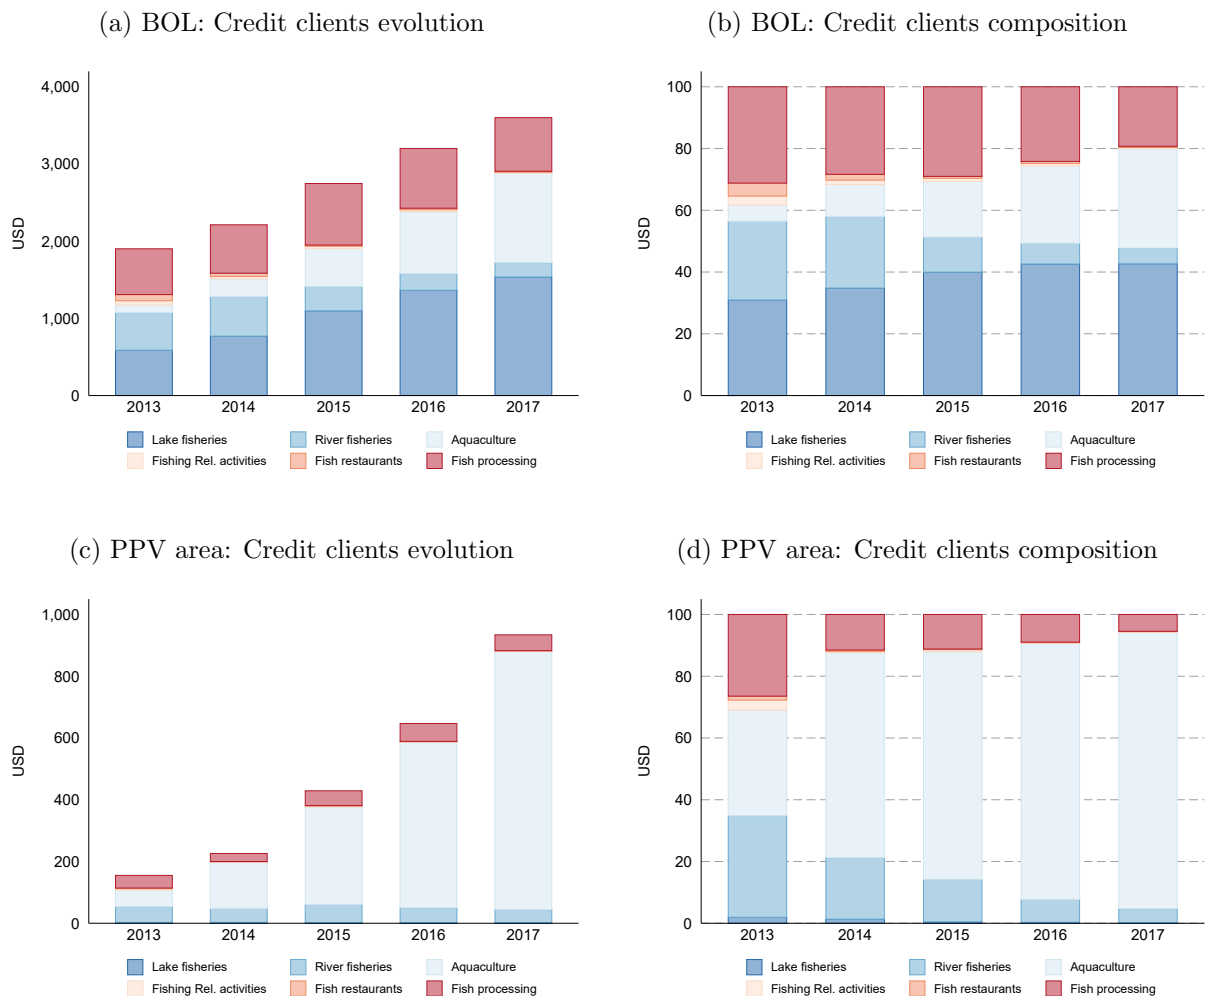 (a) BOL: Credit clients evolution
USD
4,000
3,000
2,000
1,000
0
2013 2014 2015 2016 2017
Lake fisheries River fisheries Aquaculture
Fishing Rel. activities Fish restaurants Fish processing
(b) BOL: Credit clients composition
USD
100
80
60
40
20
0
2013 2014 2015 2016 2017
Lake fisheries River fisheries Aquaculture
Fishing Rel. activities Fish restaurants Fish processing
(c) PPV area: Credit clients evolution
USD
1,000
800
600
400
200
0
2013 2014 2015 2016 2017
Lake fisheries River fisheries Aquaculture
Fishing Rel. activities Fish restaurants Fish processing
(d) PPV area: Credit clients composition
USD
100
80
60
40
20
0
2013 2014 2015 2016 2017
Lake fisheries River fisheries Aquaculture
Fishing Rel. activities Fish restaurants Fish processing